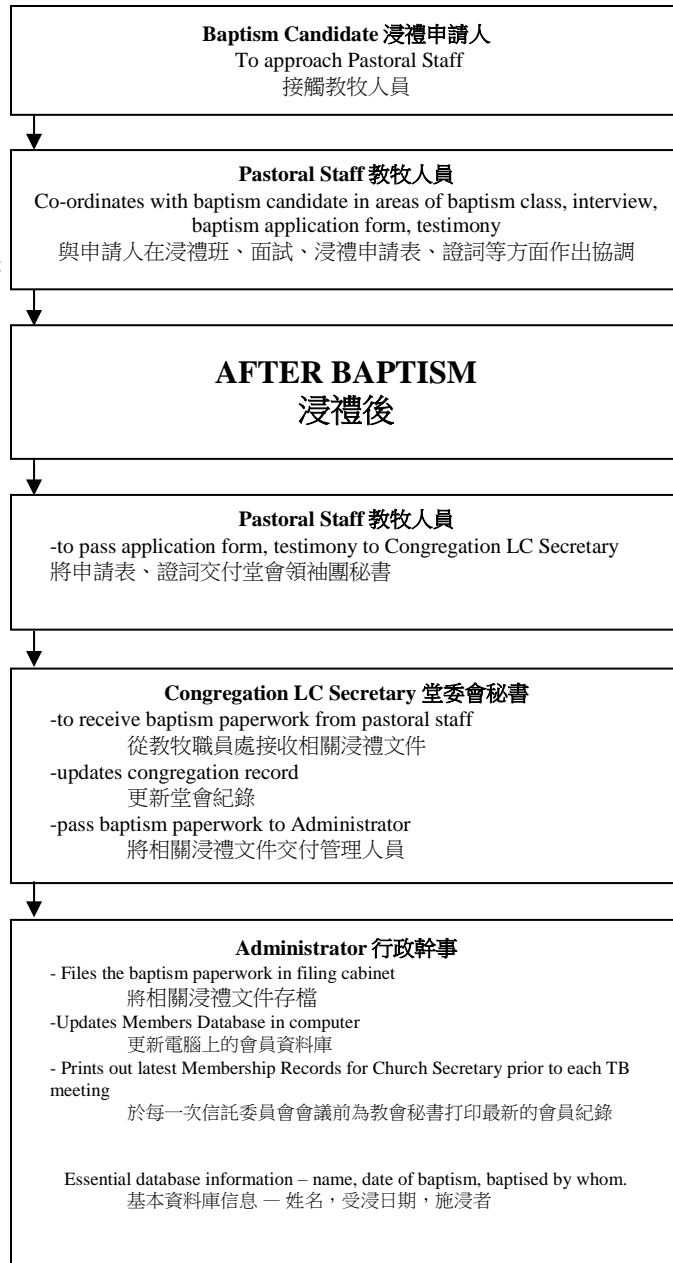 Baptism Candidate 浸禮申請人
To approach Pastoral Staff
接觸教牧人員
Pastoral Staff 教牧人員
Co-ordinates with baptism candidate in areas of baptism class, interview,
baptism application form, testimony
與申請人在浸禮班、面試、浸禮申請表、證詞等方面作出協調
AFTER BAPTISM
浸禮後
Pastoral Staff 教牧人員
-to pass application form, testimony to Congregation LC Secretary
將申請表、證詞交付堂會領袖團秘書
Congregation LC Secretary 堂委會秘書
-to receive baptism paperwork from pastoral staff
從教牧職員處接收相關浸禮文件
-updates congregation record
更新堂會紀錄
-pass baptism paperwork to Administrator
將相關浸禮文件交付管理人員
Administrator 行政幹事
- Files the baptism paperwork in filing cabinet
將相關浸禮文件存檔
-Updates Members Database in computer
更新電腦上的會員資料庫
- Prints out latest Membership Records for Church Secretary prior to each TB
meeting
於每一次信託委員會會議前為教會秘書打印最新的會員紀錄
Essential database information – name, date of baptism, baptised by whom.
基本資料庫信息 — 姓名，受浸日期，施浸者